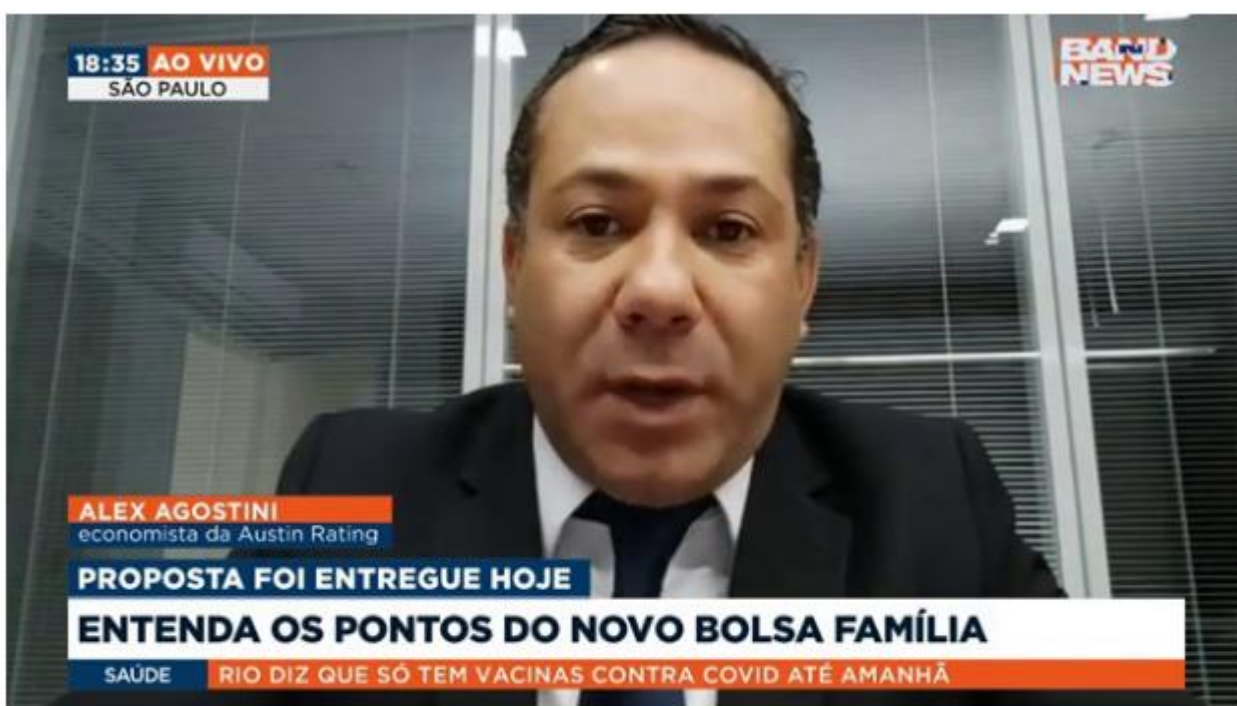 18:35 AO VIVO
SÃO PAULO
BAND
NEWS
ALEX AGOSTINI
economista da Austin Rating
PROPOSTA FOI ENTREGUE HOJE
ENTENDA OS PONTOS DO NOVO BOLSA FAMÍLIA
SAÚDE RIO DIZ QUE SÓ TEM VACINAS CONTRA COVID ATÉ AMANHÃ